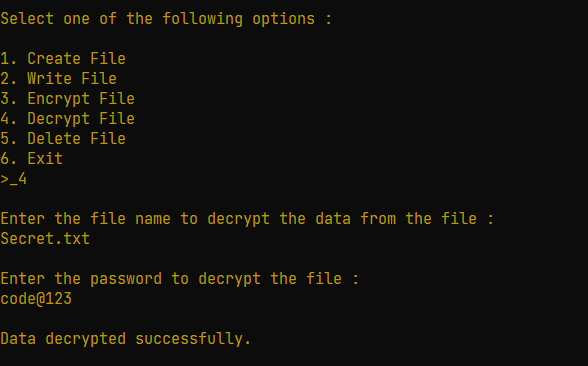 Select one of the following options :
1. Create File
2. Write File
3. Encrypt File
4. Decrypt File
5. Delete File
6. Exit
>_4
Enter the file name to decrypt the data from the file :
Secret.txt
Enter the password to decrypt the file :
code@123
Data decrypted successfully.